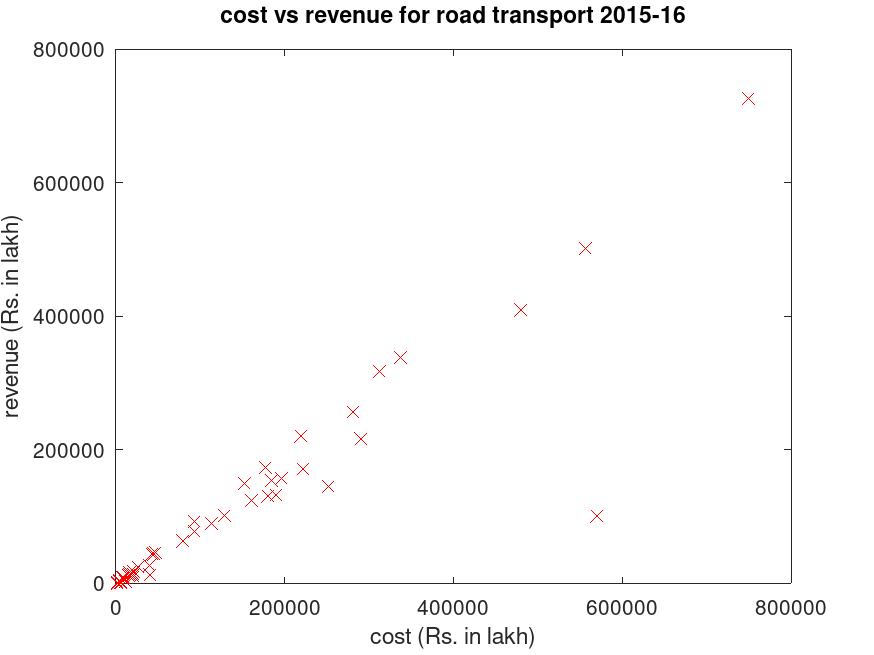 cost vs revenue for road transport 2015-16
800000
600000
400000
200000
0
revenue (Rs. in lakh)
0 200000 400000 600000 800000
cost (Rs. in lakh)